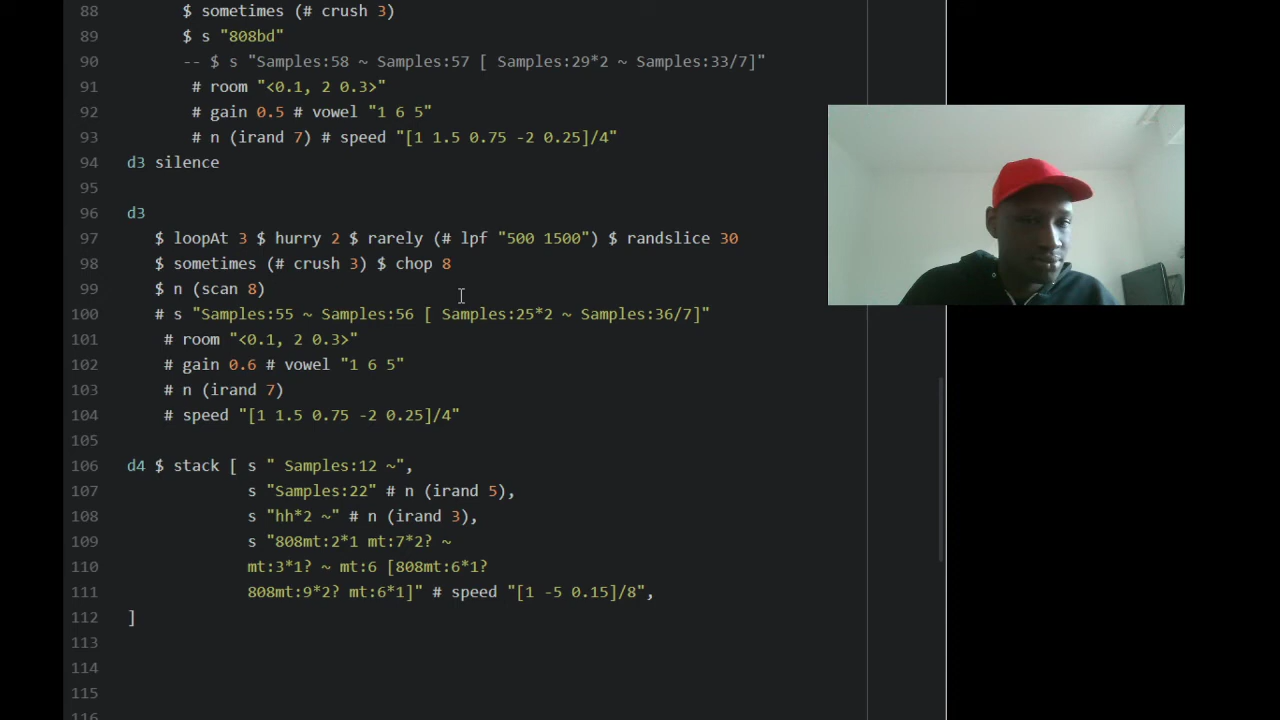 88 $ sometimes (# crush 3)
89 $ s "808bd"
90 -- $ s "Samples:58 ~ Samples:57 [ Samples:29*2 ~ Samples:33/7]"
91 # room "<0.1, 2 0.3>"
92 # gain 0.5 # vowel "1 6 5"
93 # n (irand 7) # speed "[1 1.5 0.75 -2 0.25]/4"
94 d3 silence
95
96 d3
97 $ loopAt 3 $ hurry 2 $ rarely (# lpf "500 1500") $ randslice 30
98 $ sometimes (# crush 3) $ chop 8
99 $ n (scan 8)
100 # s "Samples:55 ~ Samples:56 [ Samples:25*2 ~ Samples:36/7]"
101 # room "<0.1, 2 0.3>"
102 # gain 0.6 # vowel "1 6 5"
103 # n (irand 7)
104 # speed "[1 1.5 0.75 -2 0.25]/4"
105
106 d4 $ stack [ s " Samples:12 ~",
107 s "Samples:22" # n (irand 5),
108 s "hh*2 ~" # n (irand 3),
109 s "808mt:2*1 mt:7*2? ~
110 mt:3*1? ~ mt:6 [808mt:6*1?
111 808mt:9*2? mt:6*1]" # speed "[1 -5 0.15]/8",
112 ]
113
114
115
116